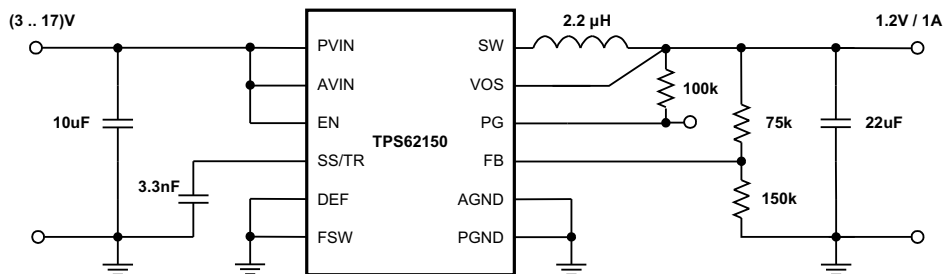 (3 .. 17)V
2.2 µH
1.2V / 1A
PVIN
SW
AVIN
VOS
100k
10uF
EN
PG
75k
22uF
TPS62150
SS/TR
FB
3.3nF
DEF
AGND
150k
FSW
PGND